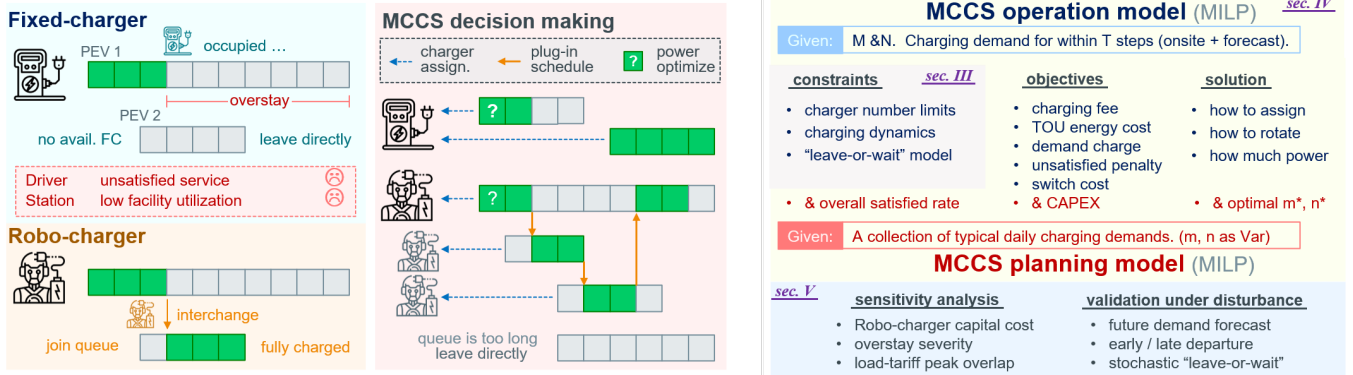 Fixed-charger
PEV 1
occupied ...
overstay
PEV 2
no avail. FC
leave directly
Driver unsatisfied service
Station low facility utilization
Robo-charger
interchange
join queue
fully charged
MCCS decision making
charger assign.
plug-in schedule
? power optimize
?
?
queue is too long
leave directly
MCCS operation model (MILP)
sec. IV
Given: M &N. Charging demand for within T steps (onsite + forecast).
constraints
sec. III
• charger number limits
• charging dynamics
• “leave-or-wait” model
• & overall satisfied rate
objectives
• charging fee
• TOU energy cost
• demand charge
• unsatisfied penalty
• switch cost
• & CAPEX
solution
• how to assign
• how to rotate
• how much power
• & optimal m*, n*
Given: A collection of typical daily charging demands. (m, n as Var)
MCCS planning model (MILP)
sec. V
sensitivity analysis
• Robo-charger capital cost
• overstay severity
• load-tariff peak overlap
validation under disturbance
• future demand forecast
• early / late departure
• stochastic “leave-or-wait”